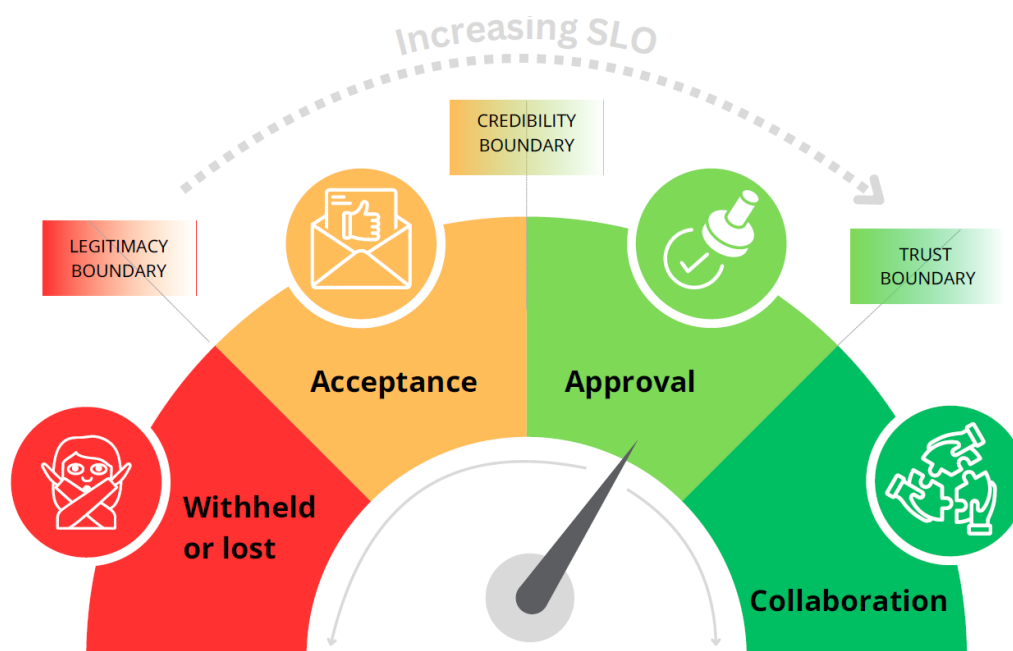 Increasing SLO
CREDIBILITY
BOUNDARY
LEGITIMACY
BOUNDARY
TRUST
BOUNDARY
Acceptance
Approval
Withheld
or lost
Collaboration